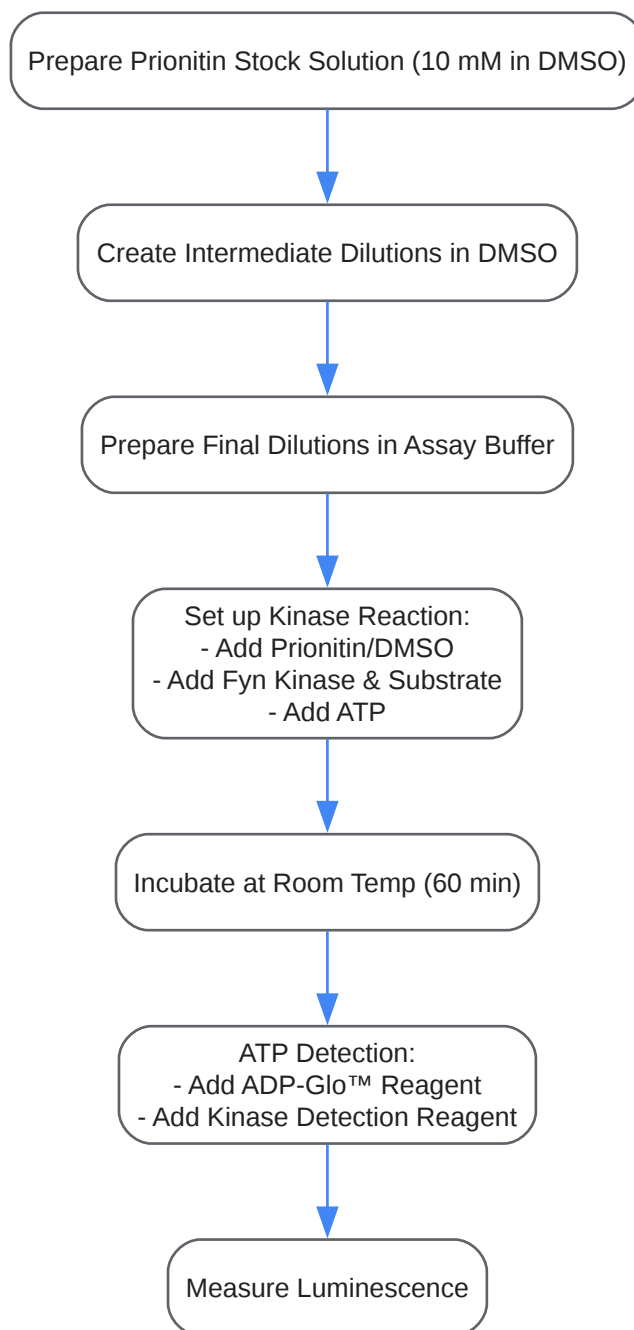 Prepare Prionitin Stock Solution (10 mM in DMSO)
Create Intermediate Dilutions in DMSO
Prepare Final Dilutions in Assay Buffer
Set up Kinase Reaction:
- Add Prionitin/DMSO
- Add Fyn Kinase & Substrate
- Add ATP
Incubate at Room Temp (60 min)
ATP Detection:
- Add ADP-Glo™ Reagent
- Add Kinase Detection Reagent
Measure Luminescence